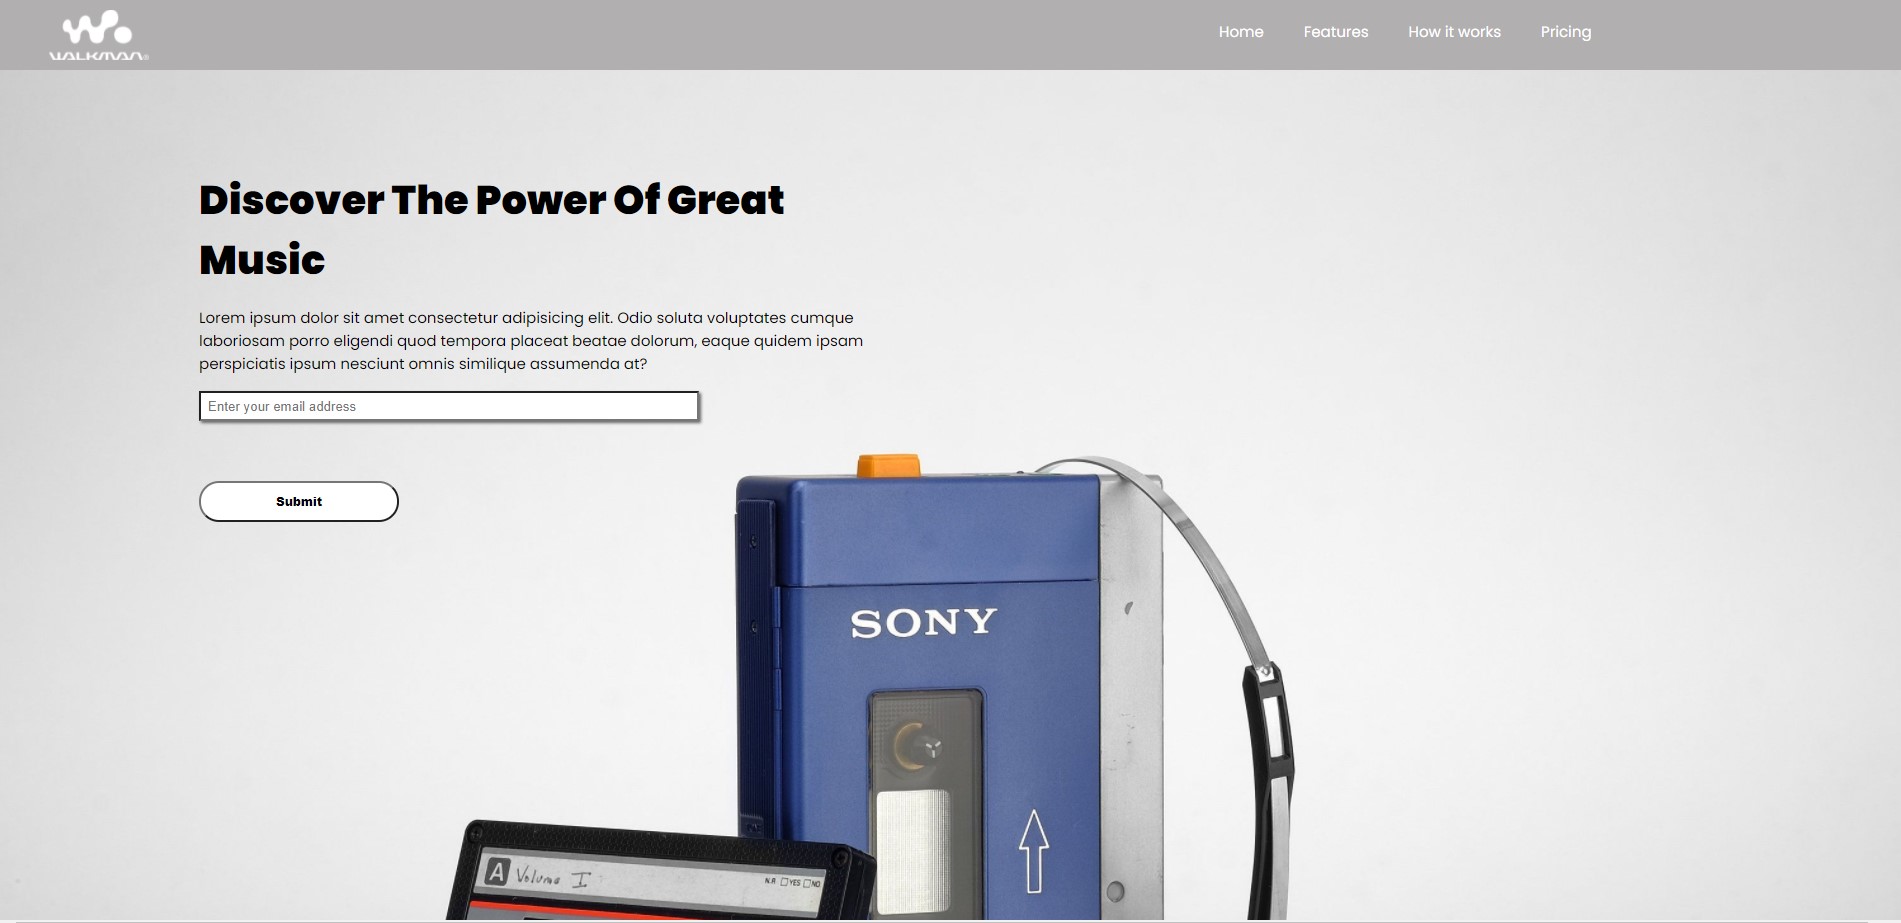 WALKMAN®
Home Features How it works Pricing
Discover The Power Of Great
Music
Lorem ipsum dolor sit amet consectetur adipisicing elit. Odio soluta voluptates cumque
laboriosam porro eligendi quod tempora placeat beatae dolorum, eaque quidem ipsam
perspiciatis ipsum nesciunt omnis similique assumenda at?
Enter your email address
Submit
SONY
A Volume I
N.R □YES □NO